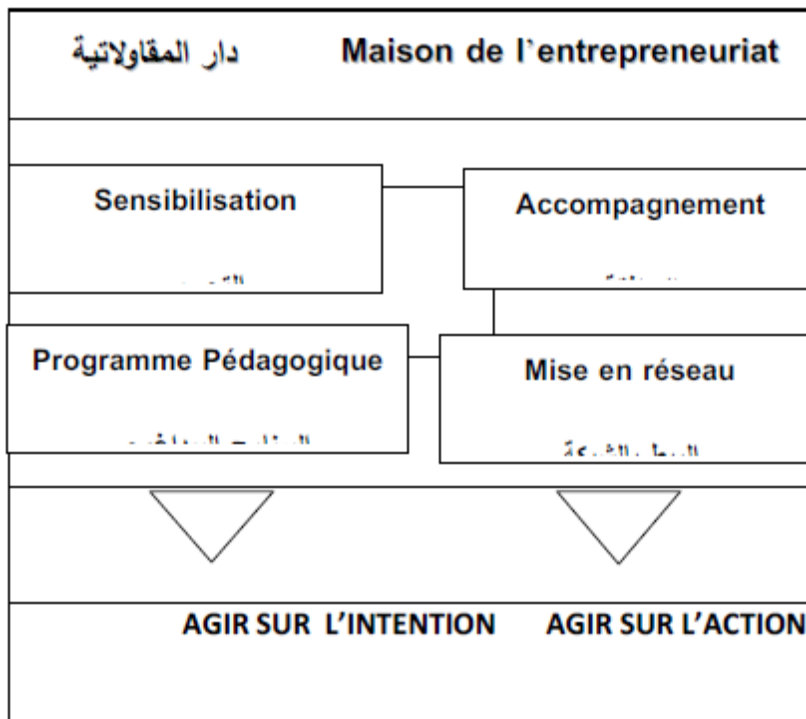 دار المقاولاتية
Maison de l'entrepreneuriat
Sensibilisation
Accompagnement
Programme Pédagogique
Mise en réseau
AGIR SUR L'INTENTION
AGIR SUR L'ACTION